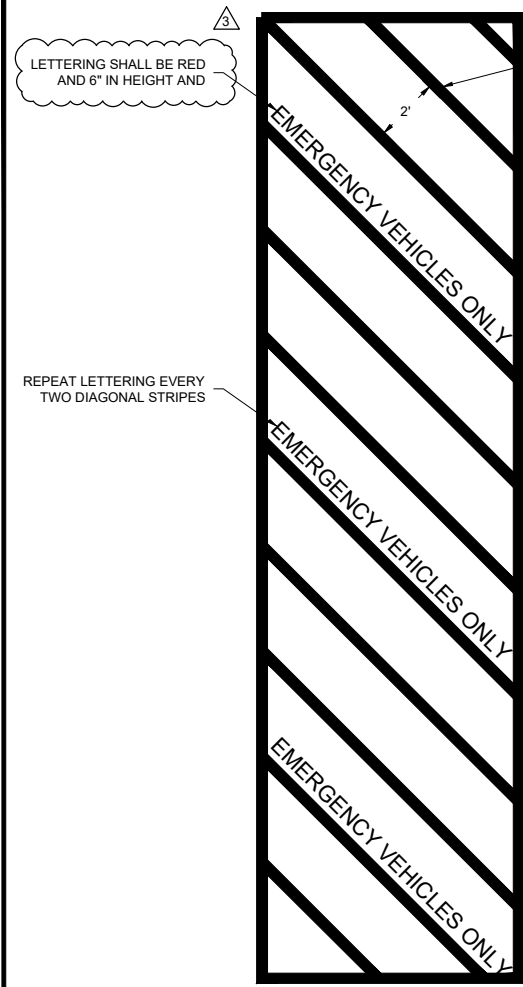 3
LETTERING SHALL BE RED
AND 6" IN HEIGHT AND
2'
EMERGENCY VEHICLES ONLY
REPEAT LETTERING EVERY
TWO DIAGONAL STRIPES
EMERGENCY VEHICLES ONLY
EMERGENCY VEHICLES ONLY